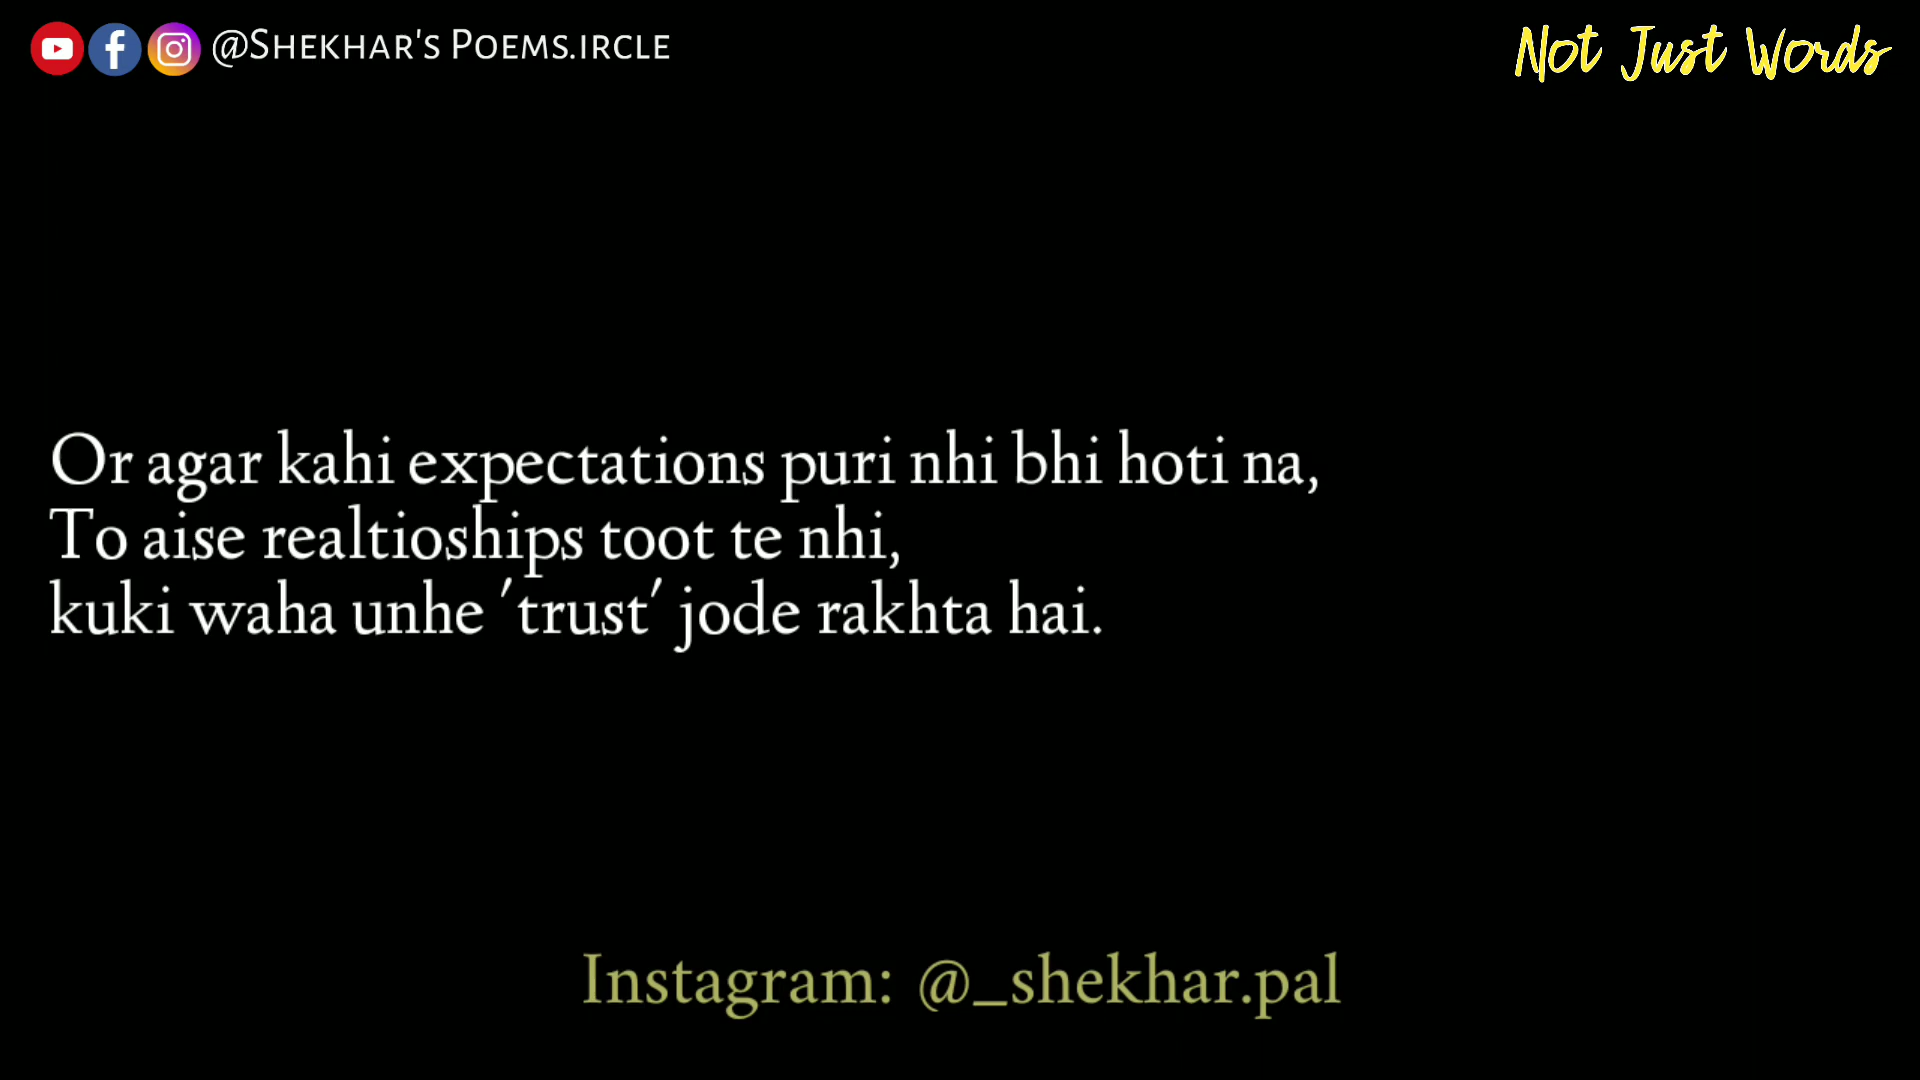 @Shekhar's Poems.ircle
Not Just Words
Or agar kahi expectations puri nhi bhi hoti na,
To aise realtioships toot te nhi,
kuki waha unhe 'trust' jode rakhta hai.
Instagram: @_shekhar.pal